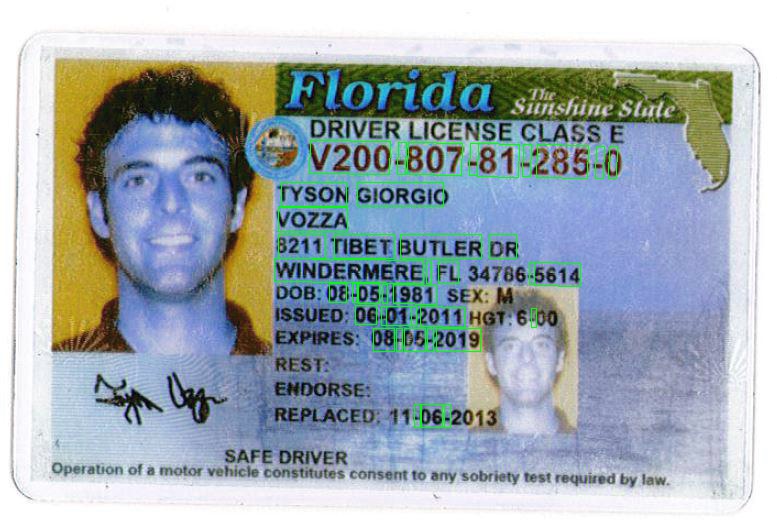 Florida The Sunshine State
DRIVER LICENSE CLASS E
V200-807-81-285-0
TYSON GIORGIO
VOZZA
8211 TIBET BUTLER DR
WINDERMERE, FL 34786-5614
DOB: 08-05-1981 SEX: M
ISSUED: 06-01-2011 HGT: 6-00
EXPIRES: 08-05-2019
REST:
ENDORSE:
REPLACED: 11-06-2013
SAFE DRIVER
Operation of a motor vehicle constitutes consent to any sobriety test required by law.